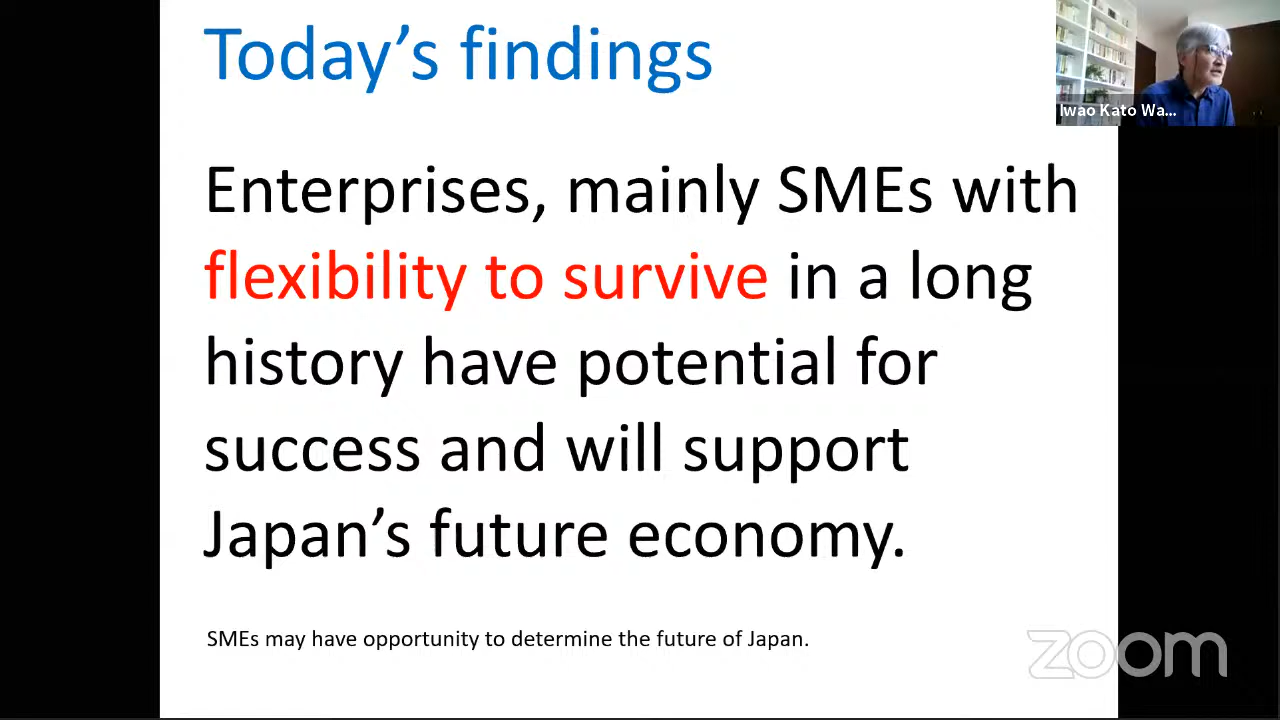 Today’s findings
Iwao Kato Wa...
Enterprises, mainly SMEs with
flexibility to survive in a long
history have potential for
success and will support
Japan’s future economy.
SMEs may have opportunity to determine the future of Japan.
zoom